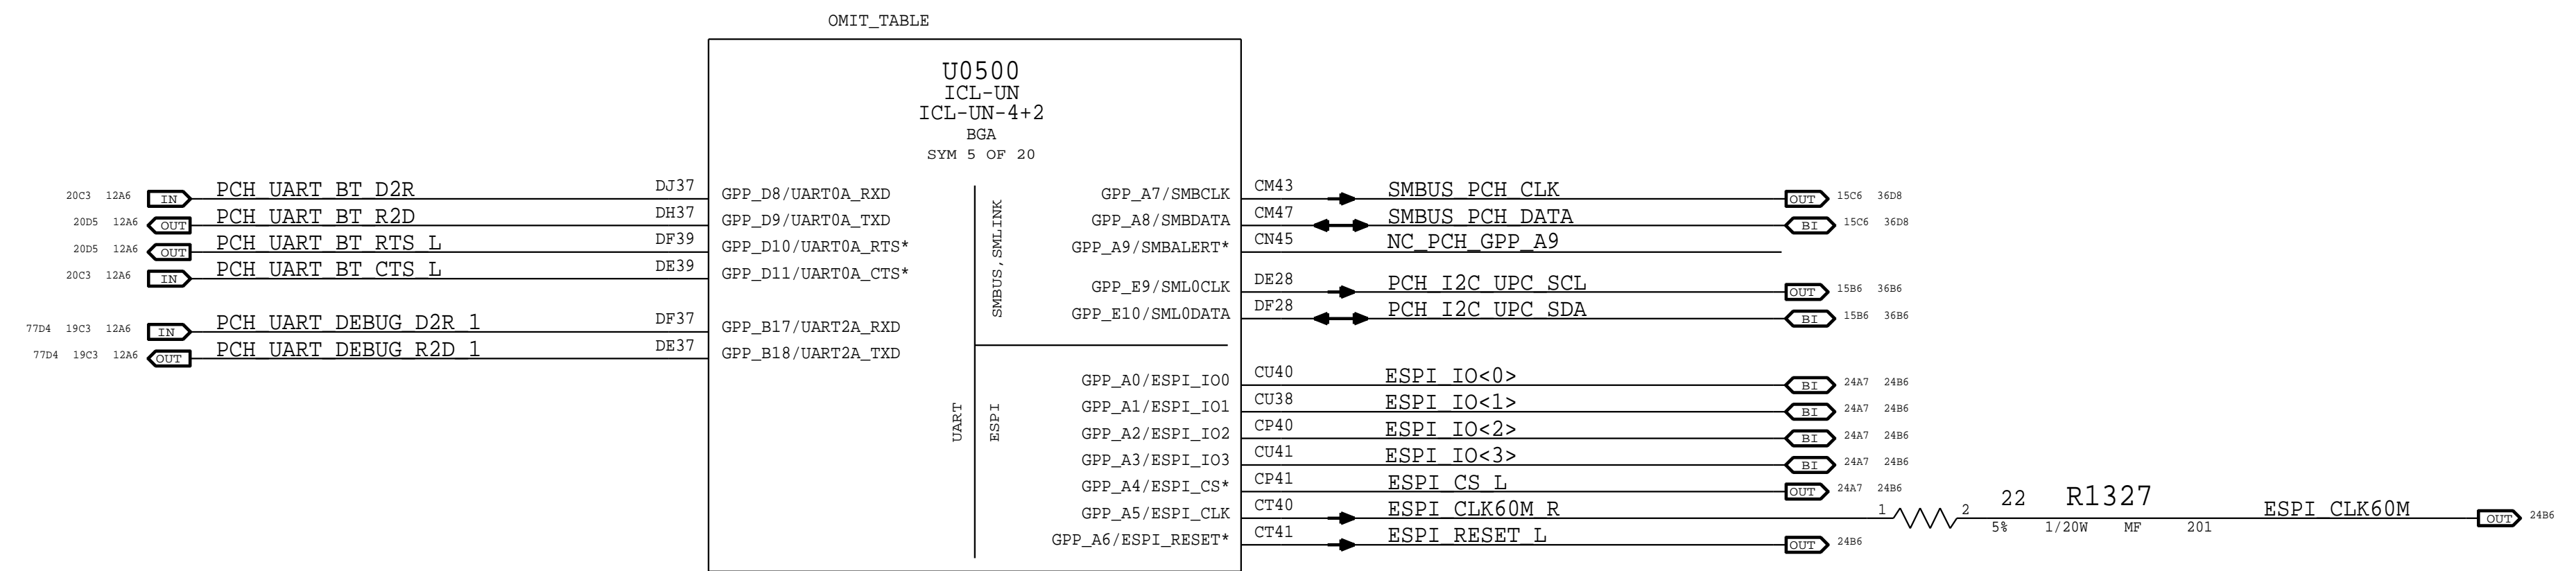 OMIT_TABLE
U0500
ICL-UN
ICL-UN-4+2
BGA
SYM 5 OF 20
20C3 12A6 IN PCH_UART_BT_D2R DJ37 GPP_D8/UART0A_RXD
20D5 12A6 OUT PCH_UART_BT_R2D DH37 GPP_D9/UART0A_TXD
20D5 12A6 OUT PCH_UART_BT_RTS_L DF39 GPP_D10/UART0A_RTS*
20C3 12A6 IN PCH_UART_BT_CTS_L DE39 GPP_D11/UART0A_CTS*
77D4 19C3 12A6 IN PCH_UART_DEBUG_D2R_1 DF37 GPP_B17/UART2A_RXD
77D4 19C3 12A6 OUT PCH_UART_DEBUG_R2D_1 DE37 GPP_B18/UART2A_TXD
UART
SMBUS,SMLINK
ESPI
GPP_A7/SMBCLK CM43 SMBUS_PCH_CLK OUT 15C6 36D8
GPP_A8/SMBDATA CM47 SMBUS_PCH_DATA BI 15C6 36D8
GPP_A9/SMBALERT* CN45 NC_PCH_GPP_A9
GPP_E9/SML0CLK DE28 PCH_I2C_UPC_SCL OUT 15B6 36B6
GPP_E10/SML0DATA DF28 PCH_I2C_UPC_SDA BI 15B6 36B6
GPP_A0/ESPI_IO0 CU40 ESPI_IO<0> BI 24A7 24B6
GPP_A1/ESPI_IO1 CU38 ESPI_IO<1> BI 24A7 24B6
GPP_A2/ESPI_IO2 CP40 ESPI_IO<2> BI 24A7 24B6
GPP_A3/ESPI_IO3 CU41 ESPI_IO<3> BI 24A7 24B6
GPP_A4/ESPI_CS* CP41 ESPI_CS_L OUT 24A7 24B6
GPP_A5/ESPI_CLK CT40 ESPI_CLK60M_R 1 2 22 R1327 ESPI_CLK60M OUT 24B6
5% 1/20W MF 201
GPP_A6/ESPI_RESET* CT41 ESPI_RESET_L OUT 24B6